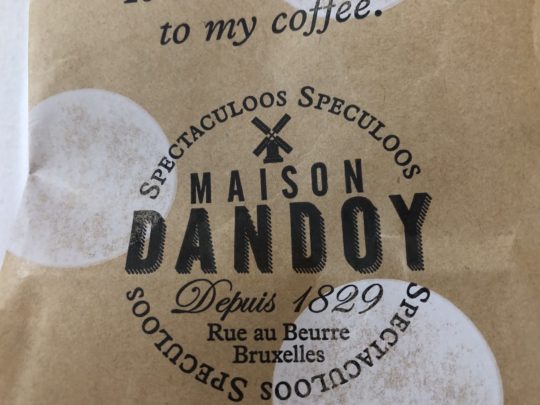 to my coffee.
SPECTACULOOS SPECULOOS
MAISON
DANDOY
Depuis 1829
Rue au Beurre
Bruxelles
SPECTACULOOS SPECULOOS